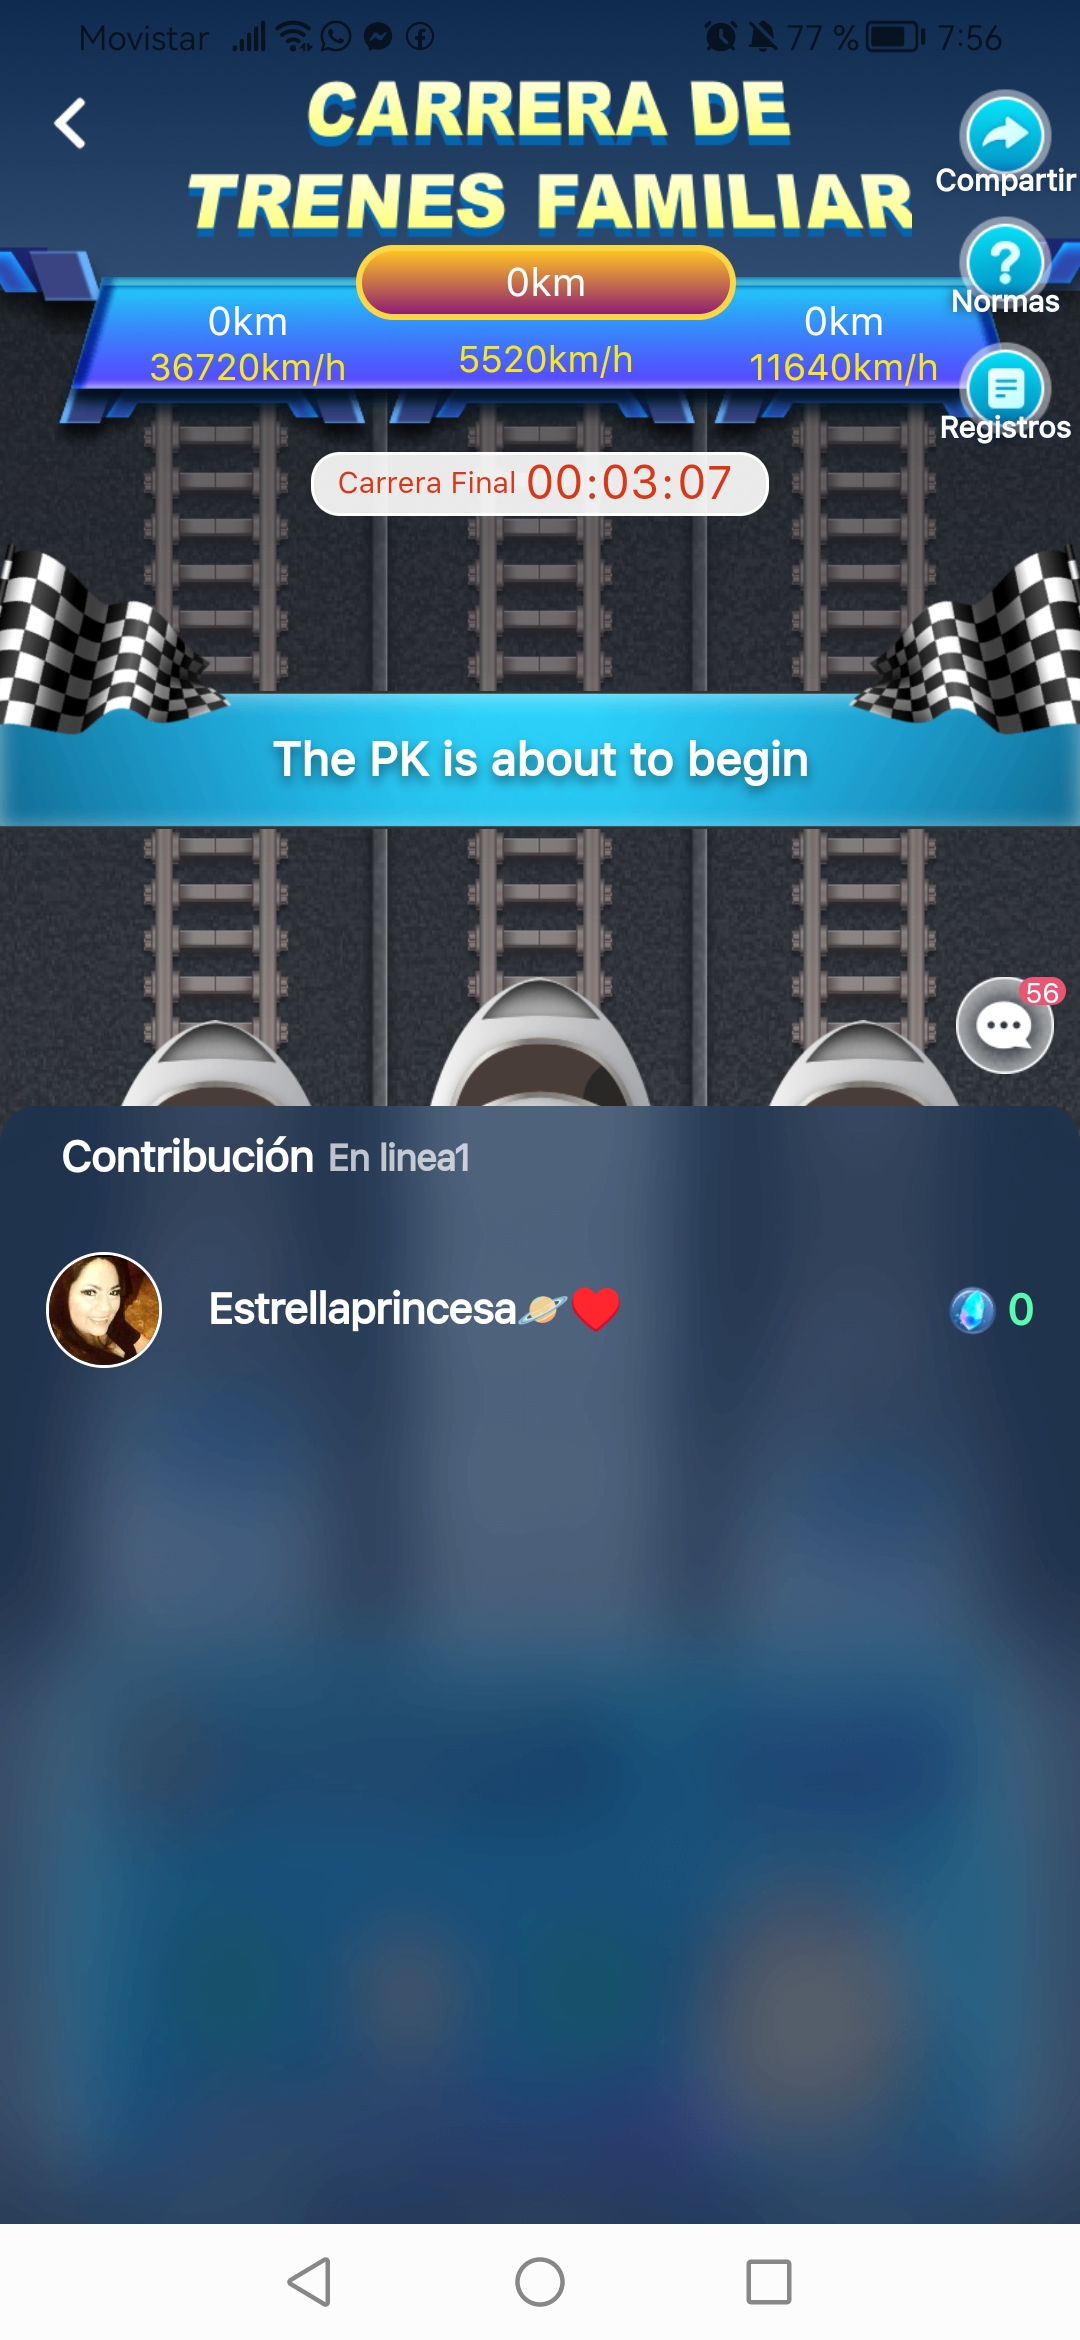 Movistar 77 % 7:56
CARRERA DE
TRENES FAMILIAR
Compartir
Normas
Registros
0km
0km
0km
36720km/h
5520km/h
11640km/h
Carrera Final 00:03:07
The PK is about to begin
56
Contribución En linea1
Estrellaprincesa🪐❤️ 0